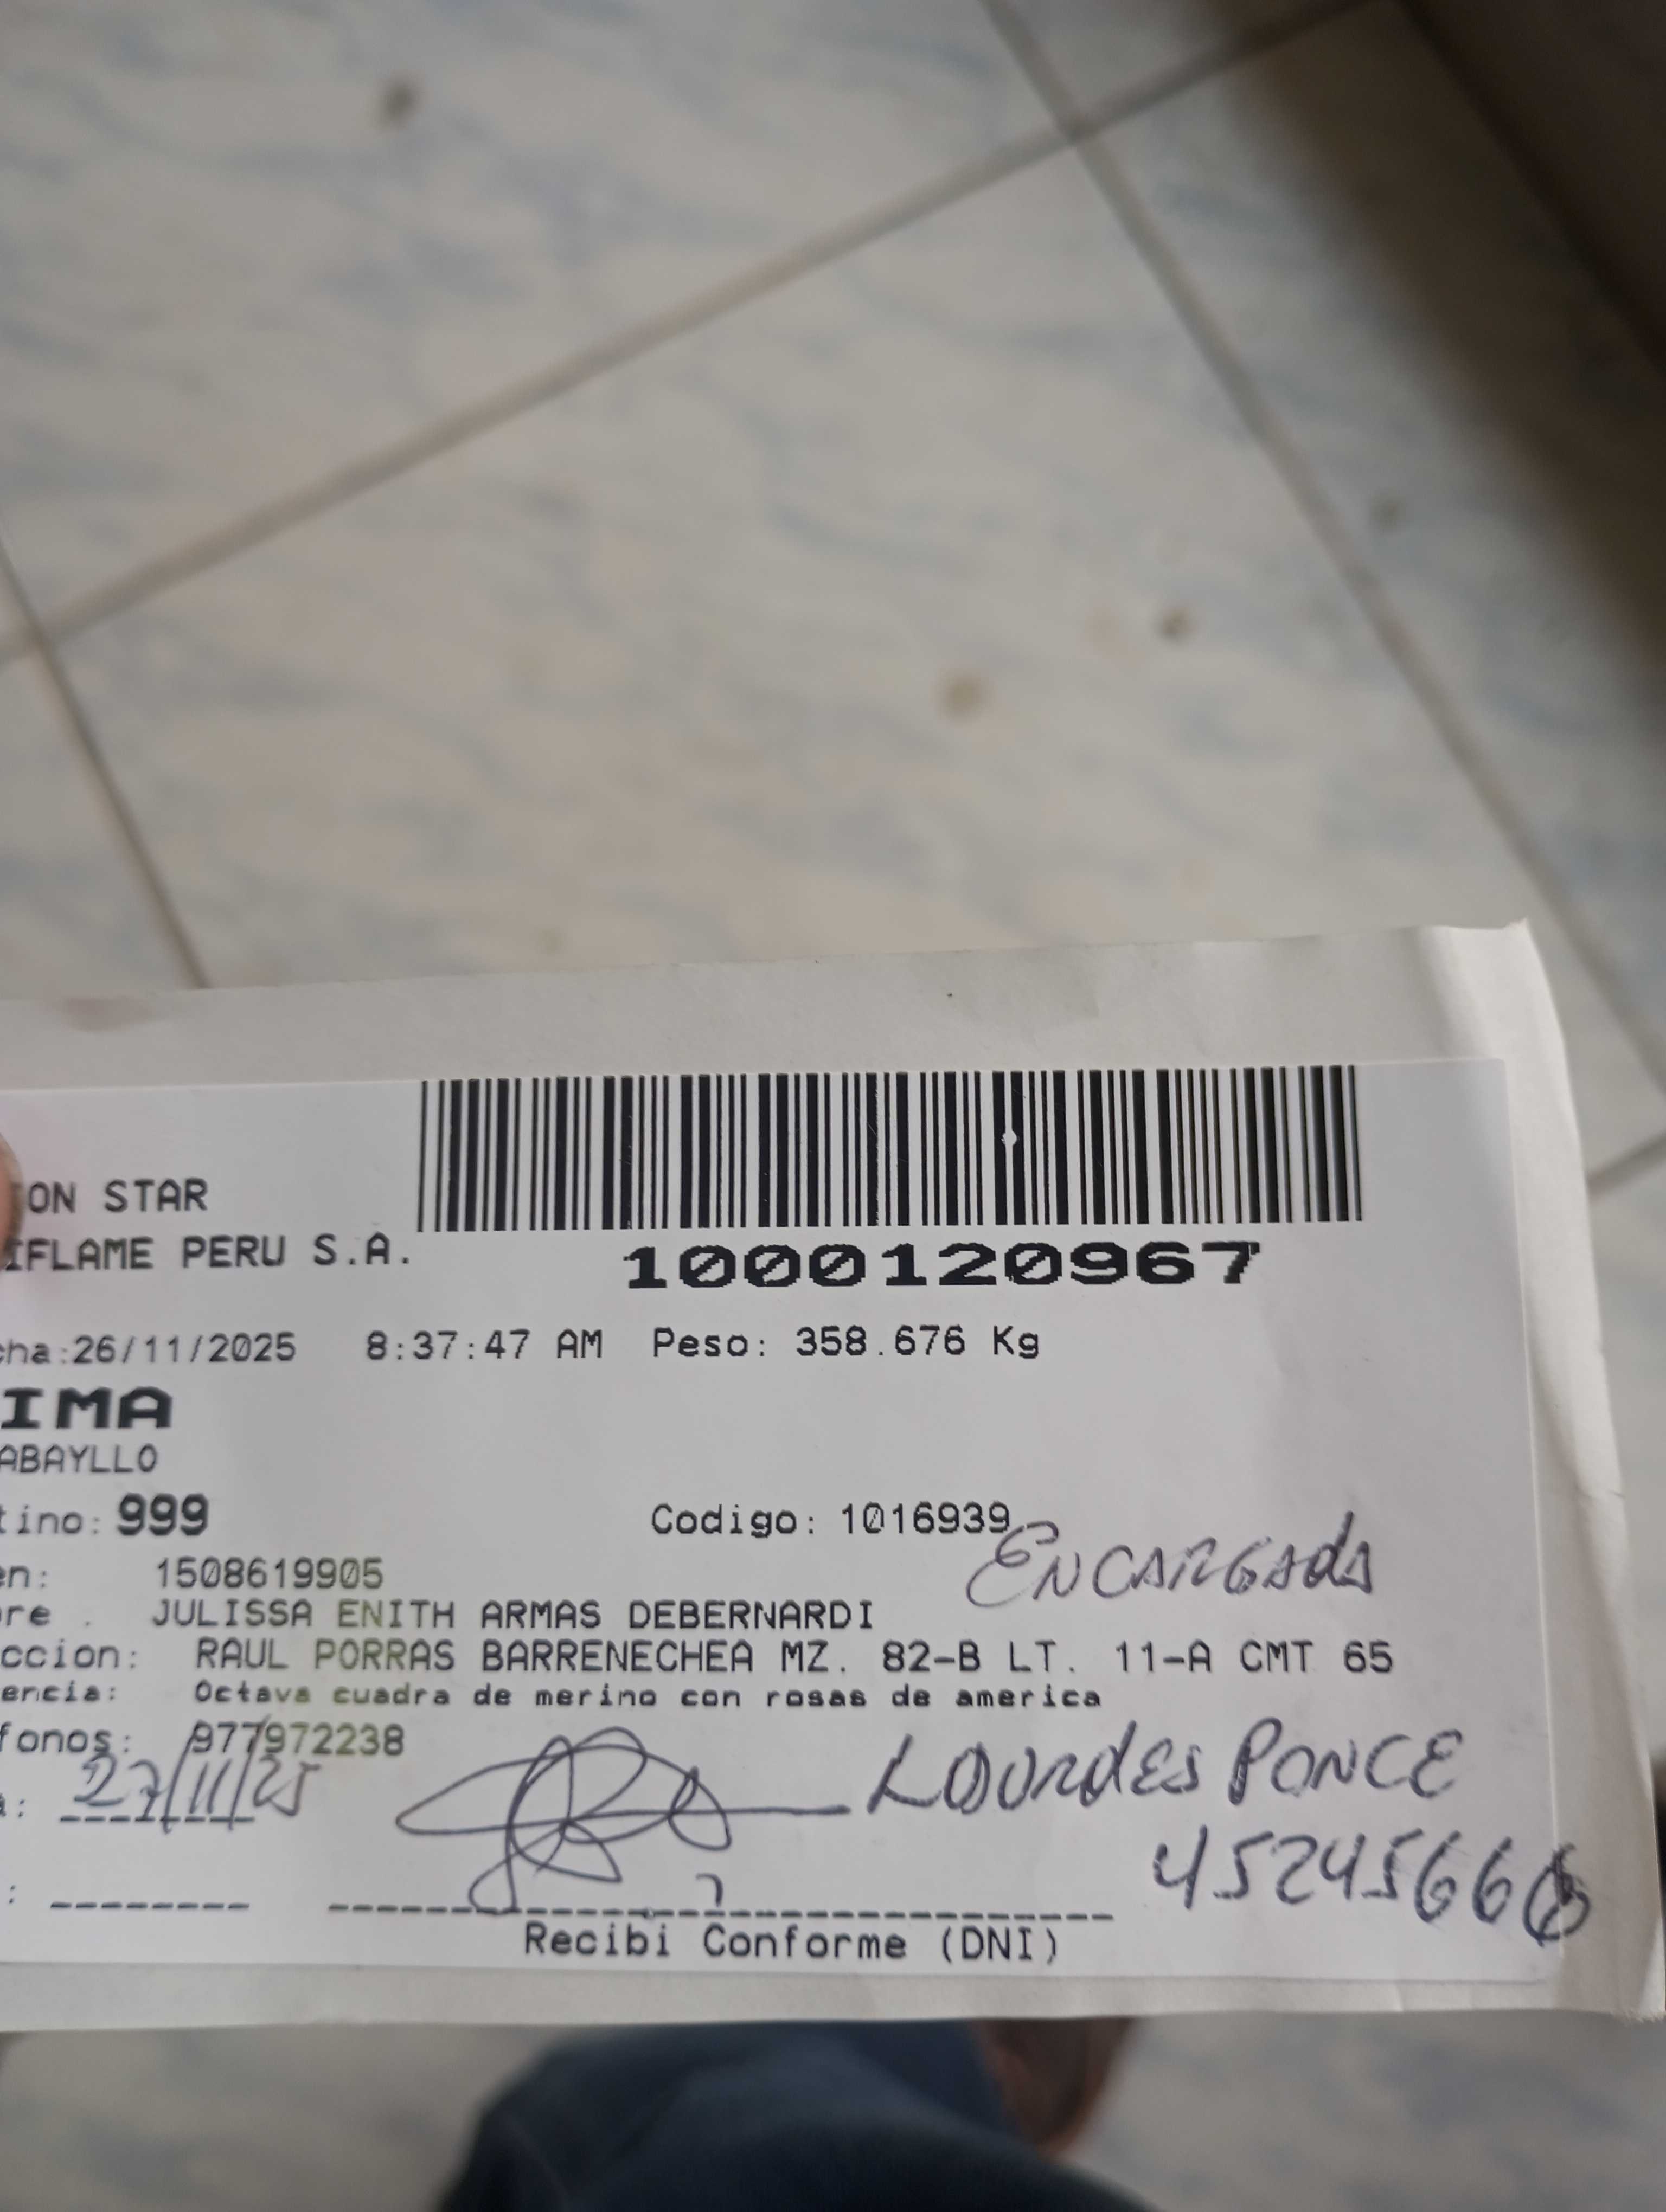 ON STAR
IFLAME PERU S.A.
1000120967
ha:26/11/2025 8:37:47 AM Peso: 358.676 Kg
IMA
ABAYLLO
tino: 999 Codigo: 1016939
ENCARGADA
en: 1508619905
re . JULISSA ENITH ARMAS DEBERNARDI
ccion: RAUL PORRAS BARRENECHEA MZ. 82-B LT. 11-A CMT 65
encia: Octava cuadra de merino con rosas de america
fonos: 977972238
a: 27/11/25 LOURDES PONCE
4524566
: 
Recibi Conforme (DNI)